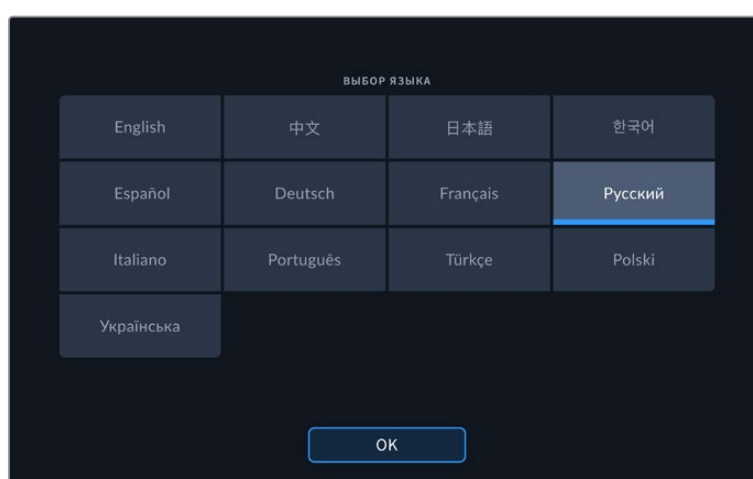 ВЫБОР ЯЗЫКА
English 中文 日本語 한국어
Español Deutsch Français Русский
Italiano Português Türkçe Polski
Українська
OK